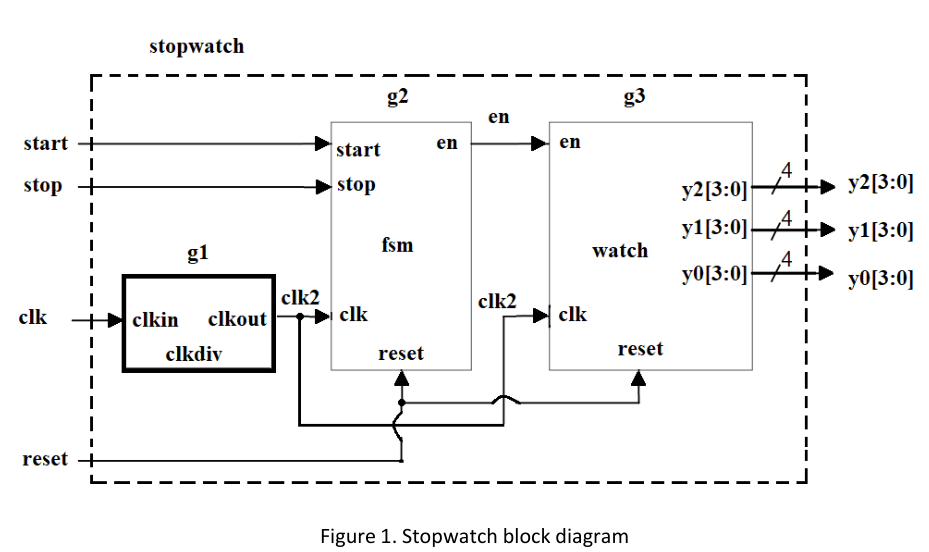 stopwatch
g2
g3
en
start
start
en
en
stop
stop
4
y2[3:0]
y2[3:0]
4
y1[3:0]
y1[3:0]
fsm
watch
g1
4
y0[3:0]
y0[3:0]
clk2
clk2
clk
clkin
clkout
clk
clk
clkdiv
reset
reset
reset
Figure 1. Stopwatch block diagram